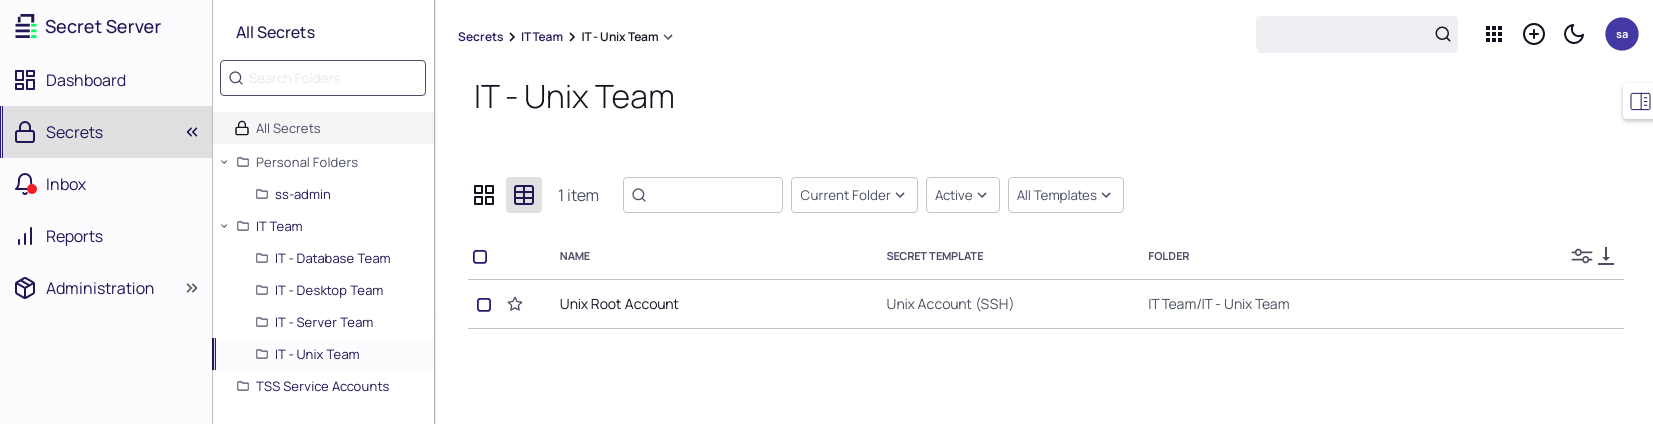 Secret Server
Dashboard
Secrets
Inbox
Reports
Administration
All Secrets
Search Folders
All Secrets
Personal Folders
ss-admin
IT Team
IT - Database Team
IT - Desktop Team
IT - Server Team
IT - Unix Team
TSS Service Accounts
Secrets > IT Team > IT - Unix Team
sa
IT - Unix Team
1 item Current Folder Active All Templates
NAME SECRET TEMPLATE FOLDER
Unix Root Account Unix Account (SSH) IT Team/IT - Unix Team